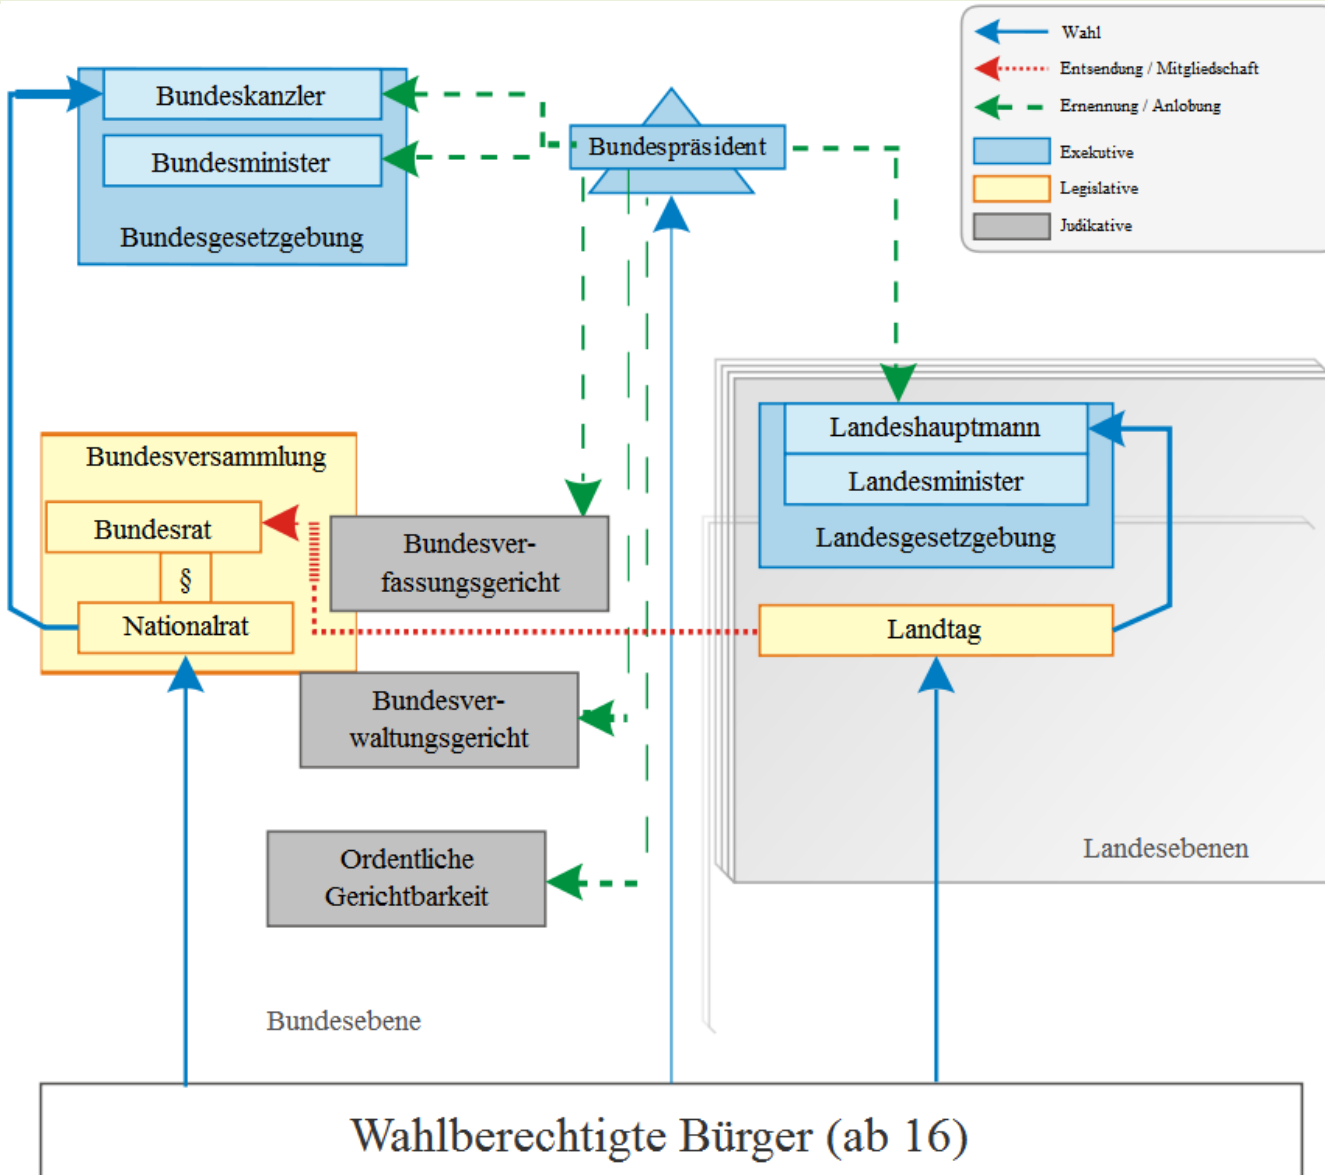 Wahl
Entsendung / Mitgliedschaft
Ernennung / Anlobung
Exekutive
Legislative
Judikative
Bundeskanzler
Bundesminister
Bundesgesetzgebung
Bundespräsident
Bundesversammlung
Bundesrat
§
Nationalrat
Bundesver-
fassungsgericht
Bundesver-
waltungsgericht
Ordentliche
Gerichtbarkeit
Landeshauptmann
Landesminister
Landesgesetzgebung
Landtag
Landesebenen
Bundesebene
Wahlberechtigte Bürger (ab 16)